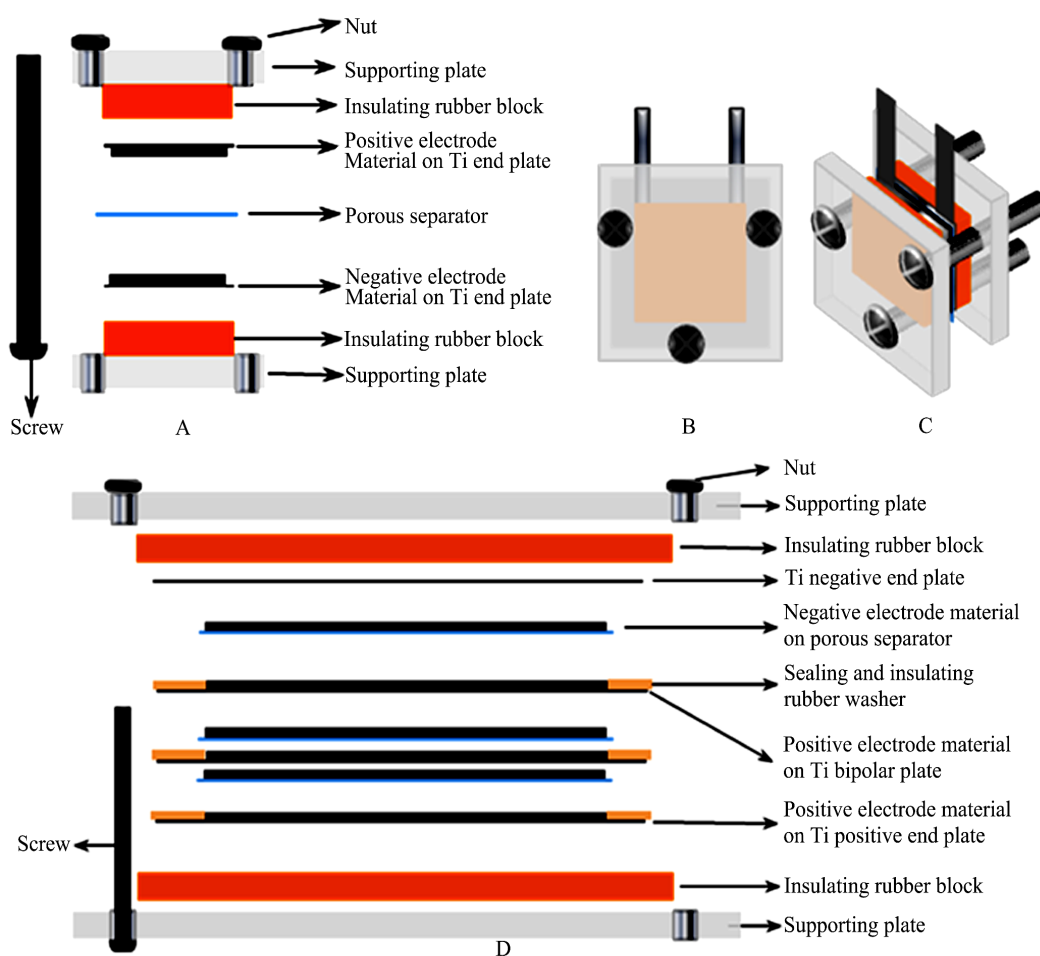 Nut
Supporting plate
Insulating rubber block
Positive electrode
Material on Ti end plate
Porous separator
Negative electrode
Material on Ti end plate
Insulating rubber block
Supporting plate
Screw
A
B
C
Nut
Supporting plate
Insulating rubber block
Ti negative end plate
Negative electrode material
on porous separator
Sealing and insulating
rubber washer
Positive electrode material
on Ti bipolar plate
Positive electrode material
on Ti positive end plate
Screw
Insulating rubber block
Supporting plate
D